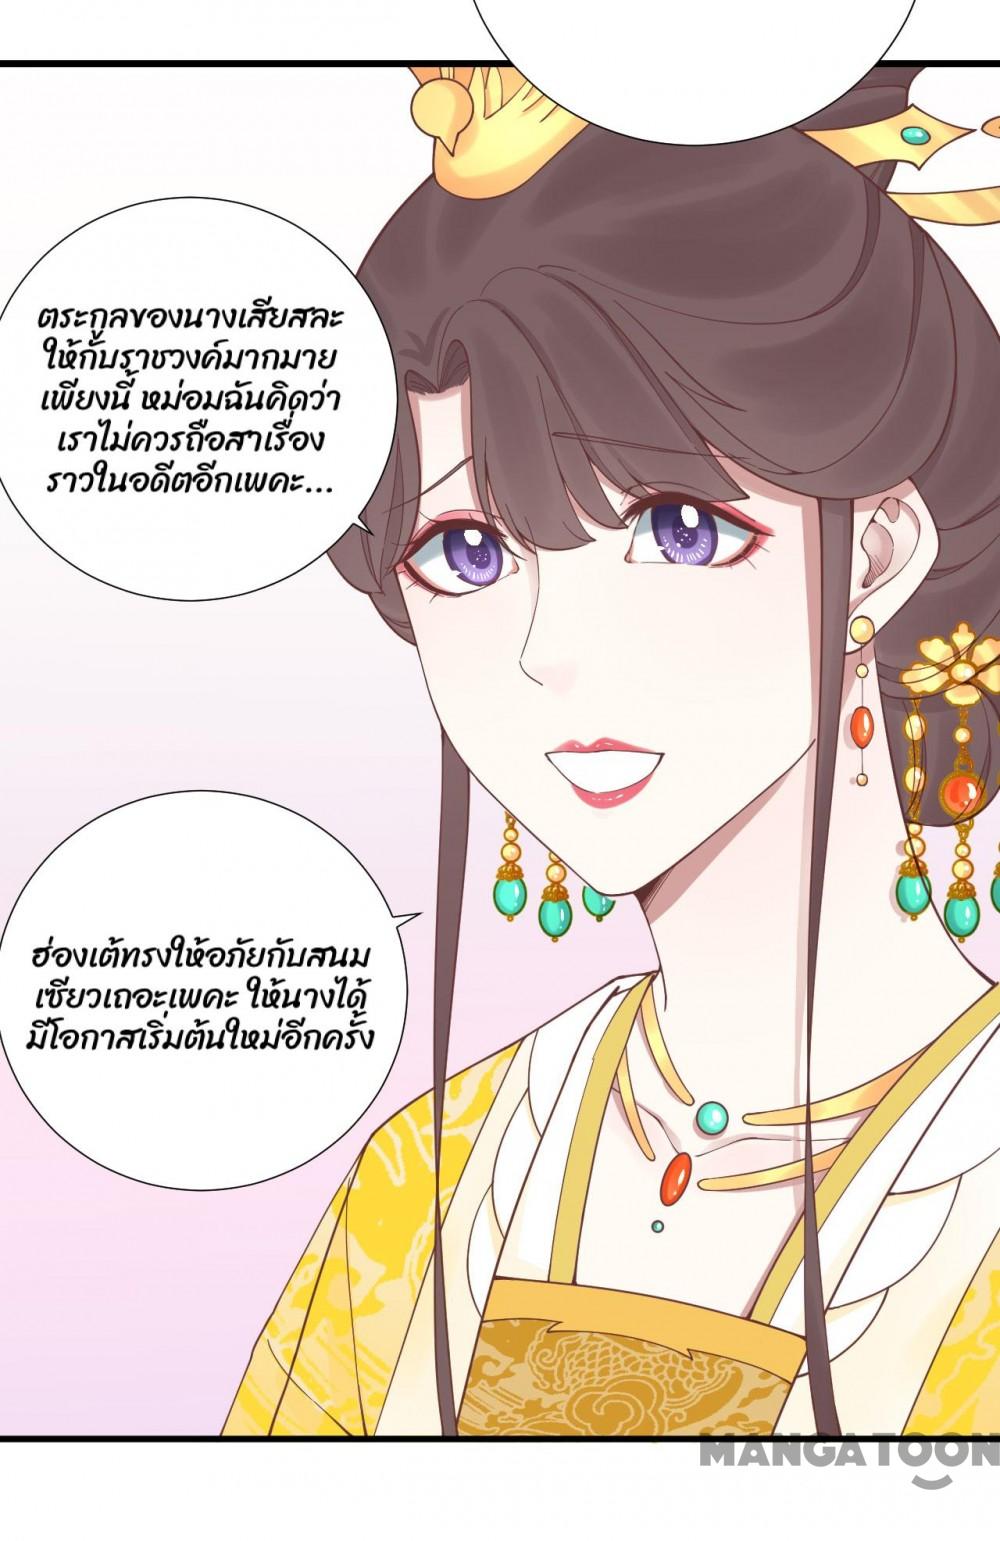 ตระกูลของนางเสียสละ
ให้กับราชวงค์มากมาย
เพียงนี้ หม่อมฉันคิดว่า
เราไม่ควรถือสาเรื่อง
ราวในอดีตอีกเพคะ...
ฮ่องเต้ทรงให้อภัยกับสนม
เซียวเถอะเพคะ ให้นางได้
มีโอกาสเริ่มต้นใหม่อีกครั้ง
MANGATOON